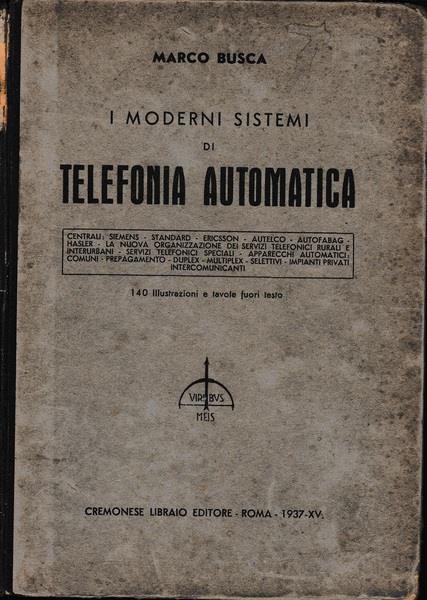 MARCO BUSCA
I MODERNI SISTEMI
DI
TELEFONIA AUTOMATICA
CENTRALI: SIEMENS - STANDARD - ERICSSON - AUTELCO - AUTOFABAG -
HASLER - LA NUOVA ORGANIZZAZIONE DEI SERVIZI TELEFONICI RURALI E
INTERURBANI - SERVIZI TELEFONICI SPECIALI - APPARECCHI AUTOMATICI:
COMUNI - PREPAGAMENTO - DUPLEX - MULTIPLEX - SELETTIVI - IMPIANTI PRIVATI
INTERCOMUNICANTI
140 Illustrazioni e tavole fuori testo
VIRIBVS
MEIS
CREMONESE LIBRAIO EDITORE - ROMA - 1937-XV.